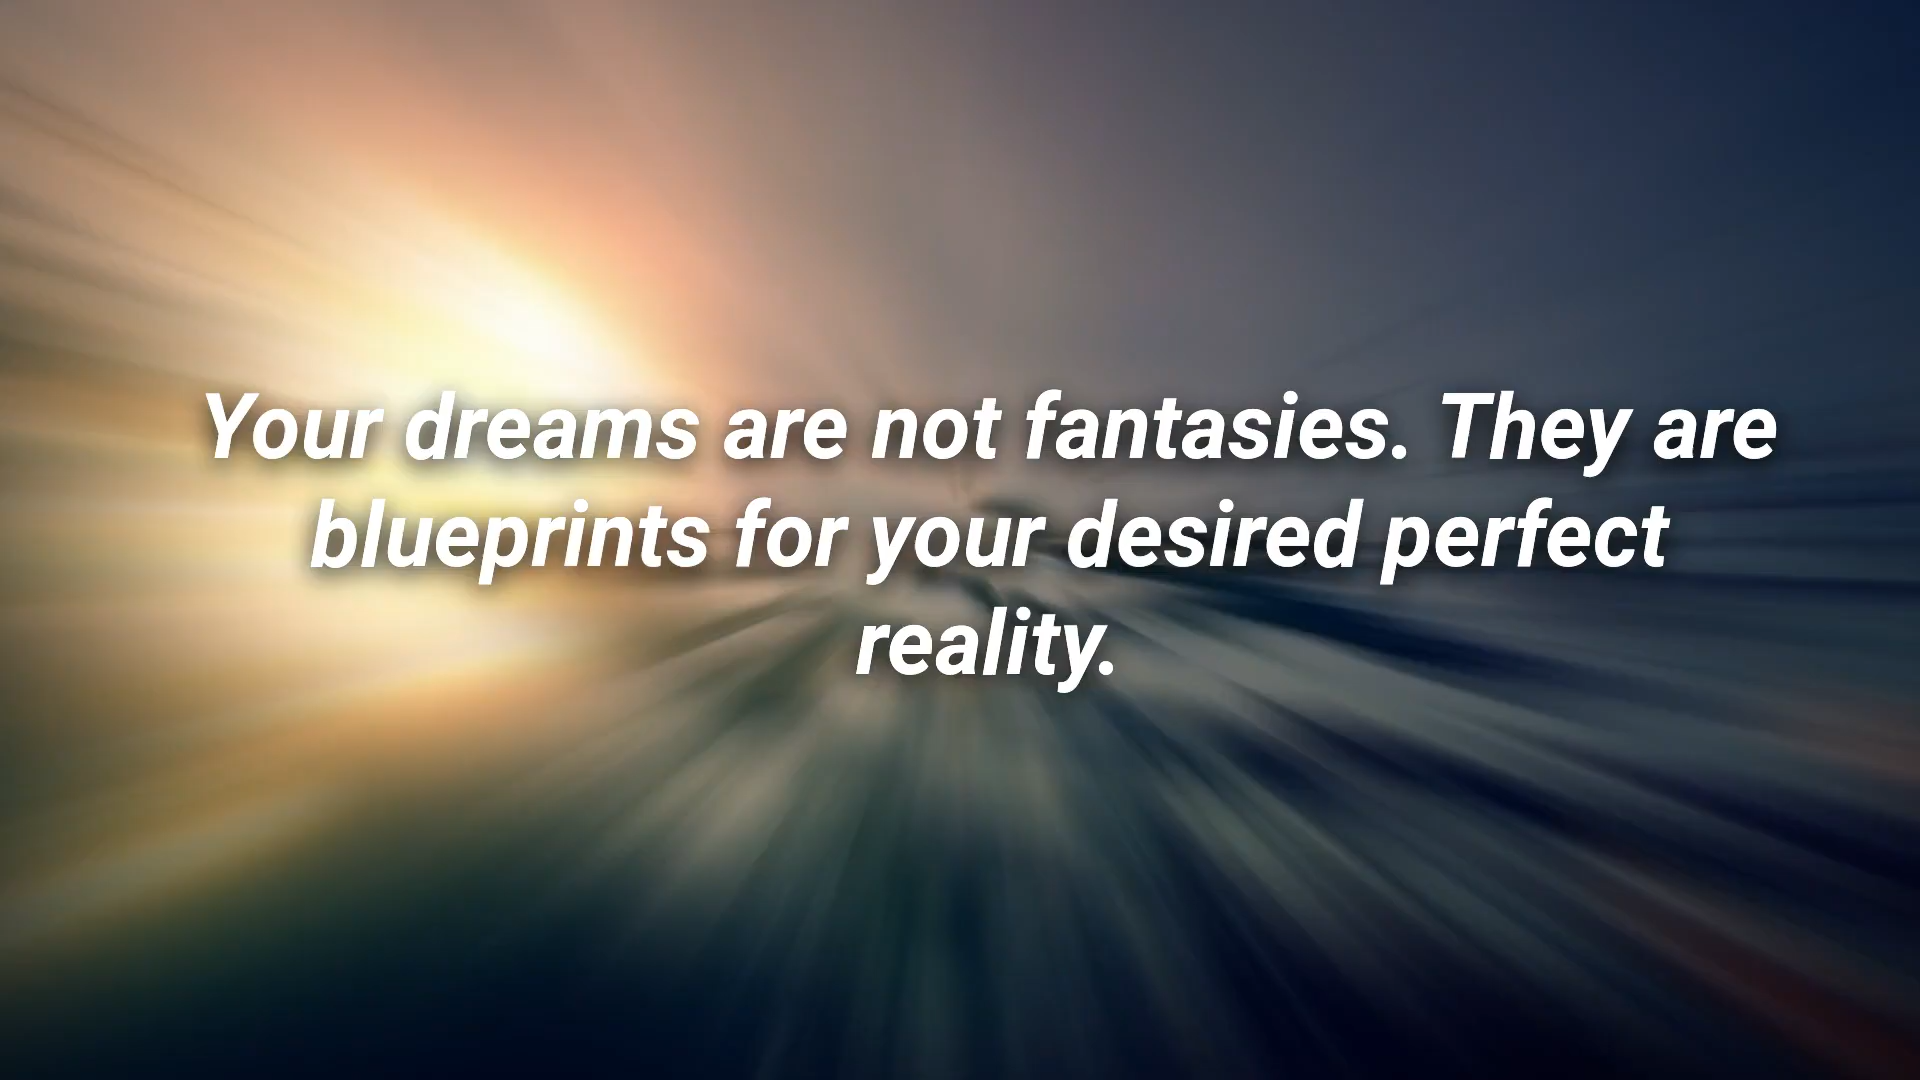 Your dreams are not fantasies. They are
blueprints for your desired perfect
reality.